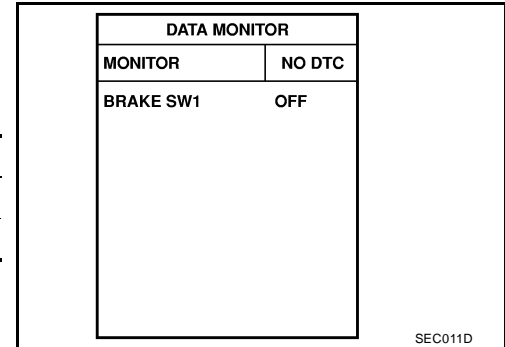 DATA MONITOR
MONITOR NO DTC
BRAKE SW1 OFF
SEC011D